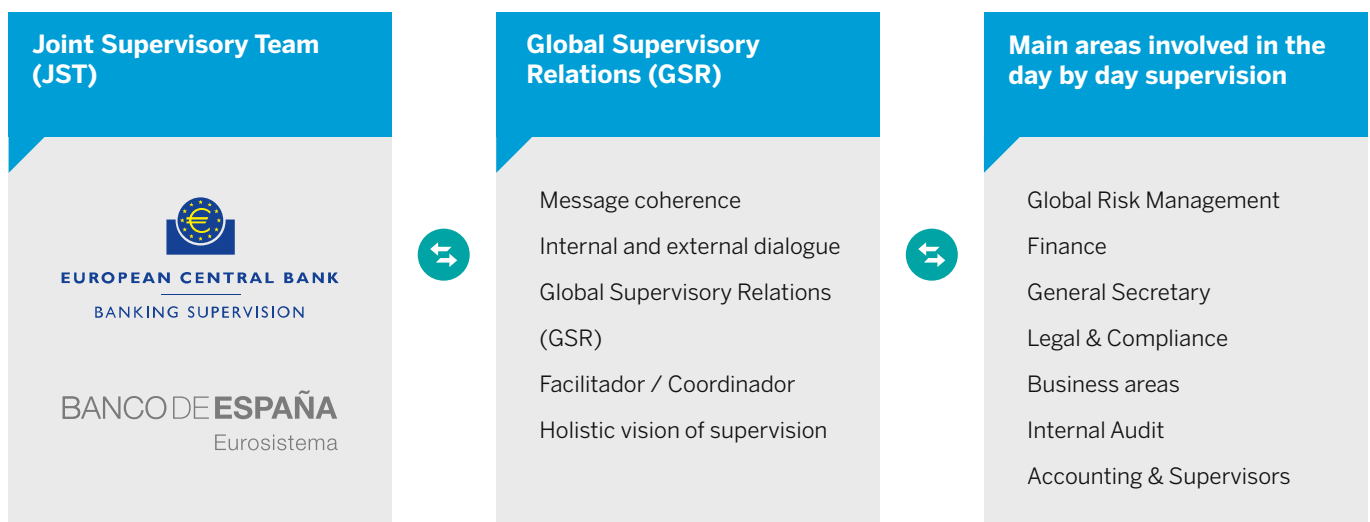 Joint Supervisory Team
(JST)
€
EUROPEAN CENTRAL BANK
BANKING SUPERVISION
BANCO DE ESPAÑA
Eurosistema
Global Supervisory
Relations (GSR)
Message coherence
Internal and external dialogue
Global Supervisory Relations
(GSR)
Facilitador / Coordinador
Holistic vision of supervision
Main areas involved in the
day by day supervision
Global Risk Management
Finance
General Secretary
Legal & Compliance
Business areas
Internal Audit
Accounting & Supervisors